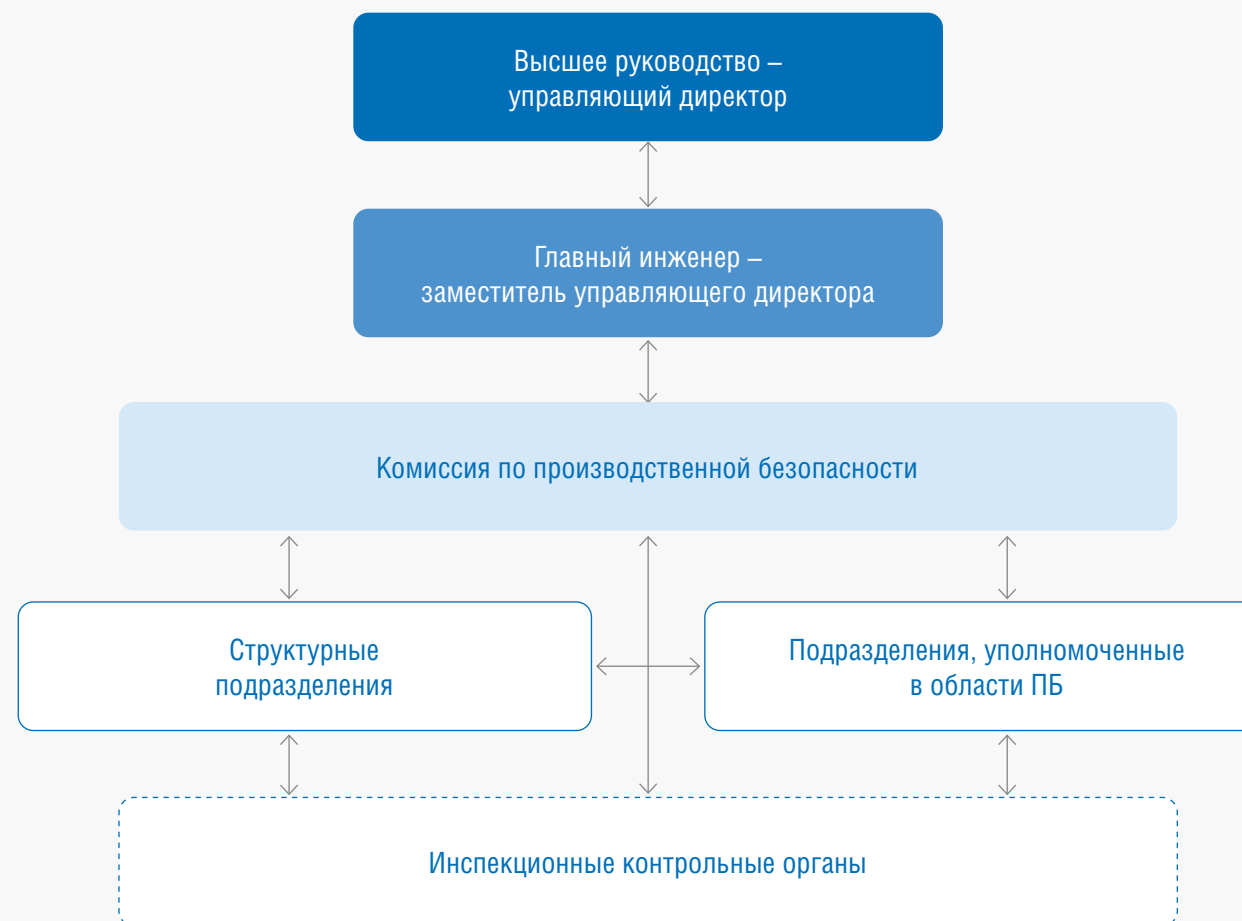 Высшее руководство –
управляющий директор
Главный инженер –
заместитель управляющего директора
Комиссия по производственной безопасности
Структурные
подразделения
Подразделения, уполномоченные
в области ПБ
Инспекционные контрольные органы